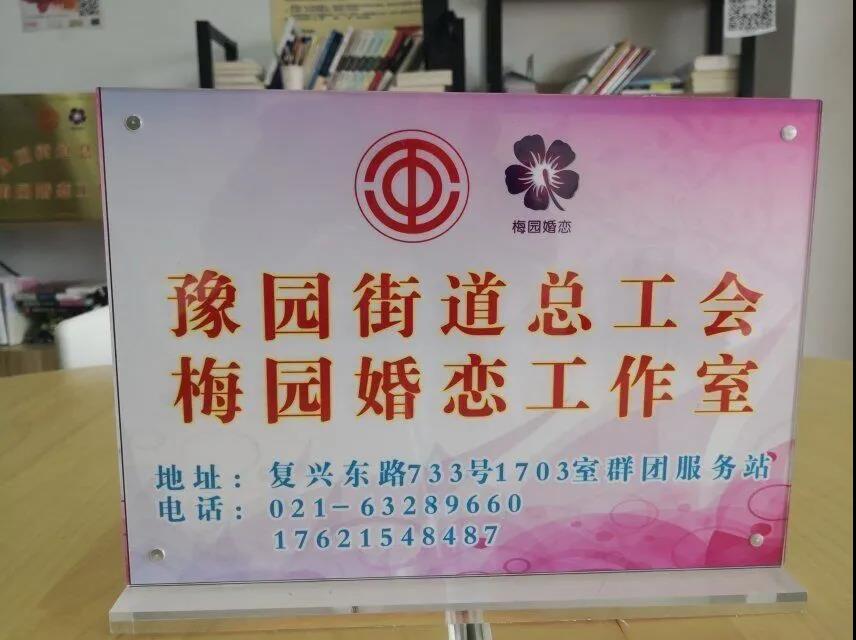 梅园婚恋
豫园街道总工会
梅园婚恋工作室
地址：复兴东路733号1703室群团服务站
电话：021-63289660
17621548487